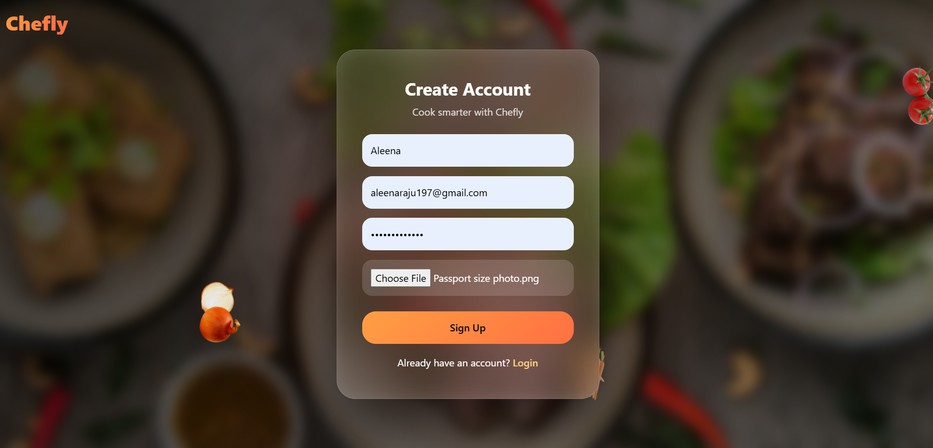 Chefly
Create Account
Cook smarter with Chefly
Aleena
aleenaraju197@gmail.com
•••••••••••••
Choose File Passport size photo.png
Sign Up
Already have an account? Login